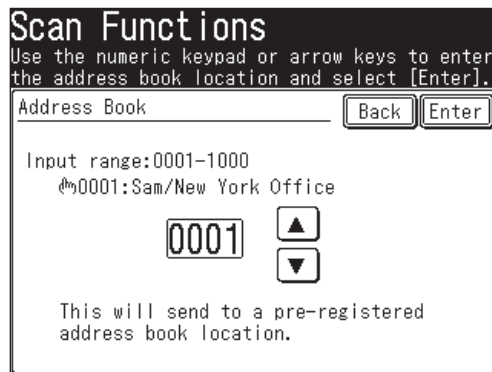 Scan Functions
Use the numeric keypad or arrow keys to enter
the address book location and select [Enter].
Address Book
Back
Enter
Input range:0001-1000
0001:Sam/New York Office
0001
▲
▼
This will send to a pre-registered
address book location.